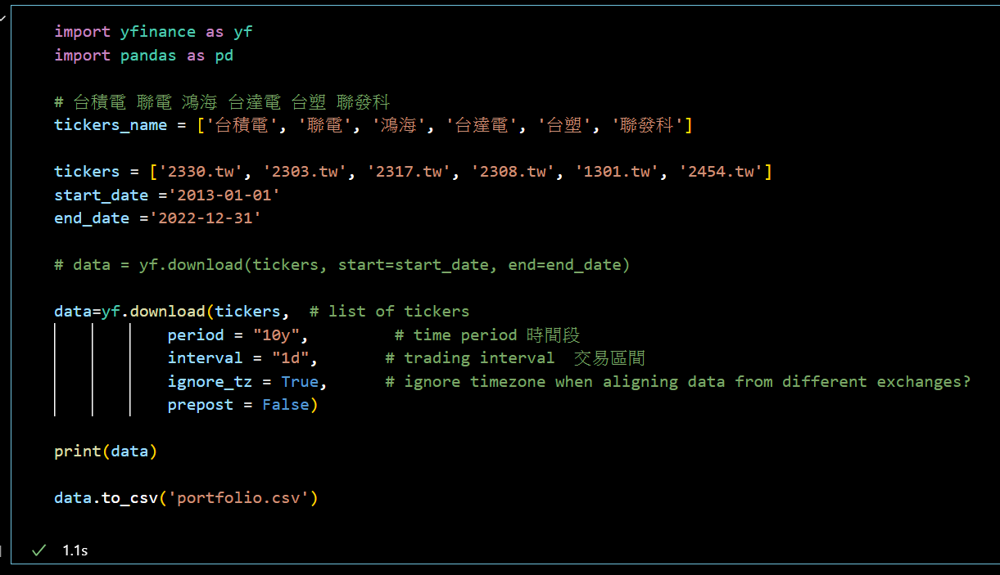 import yfinance as yf
import pandas as pd
# 台積電 聯電 鴻海 台達電 台塑 聯發科
tickers_name = ['台積電', '聯電', '鴻海', '台達電', '台塑', '聯發科']
tickers = ['2330.tw', '2303.tw', '2317.tw', '2308.tw', '1301.tw', '2454.tw']
start_date ='2013-01-01'
end_date ='2022-12-31'
# data = yf.download(tickers, start=start_date, end=end_date)
data=yf.download(tickers,  # list of tickers
            period = "10y",         # time period 時間段
            interval = "1d",       # trading interval  交易區間
            ignore_tz = True,      # ignore timezone when aligning data from different exchanges?
            prepost = False)
print(data)
data.to_csv('portfolio.csv')
1.1s